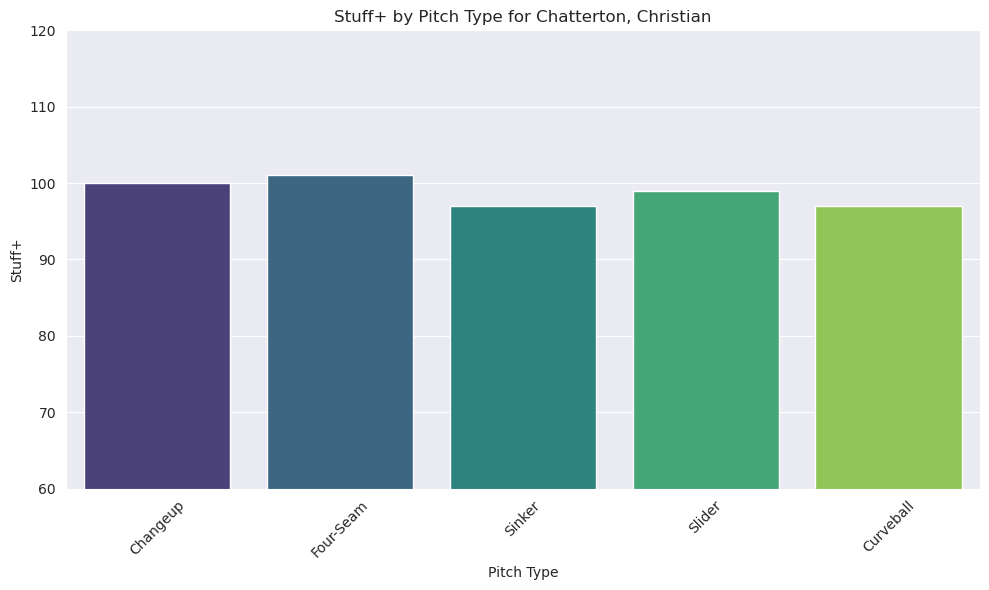 Stuff+ by Pitch Type for Chatterton, Christian
120
110
100
90
80
70
60
Stuff+
Changeup
Four-Seam
Sinker
Slider
Curveball
Pitch Type